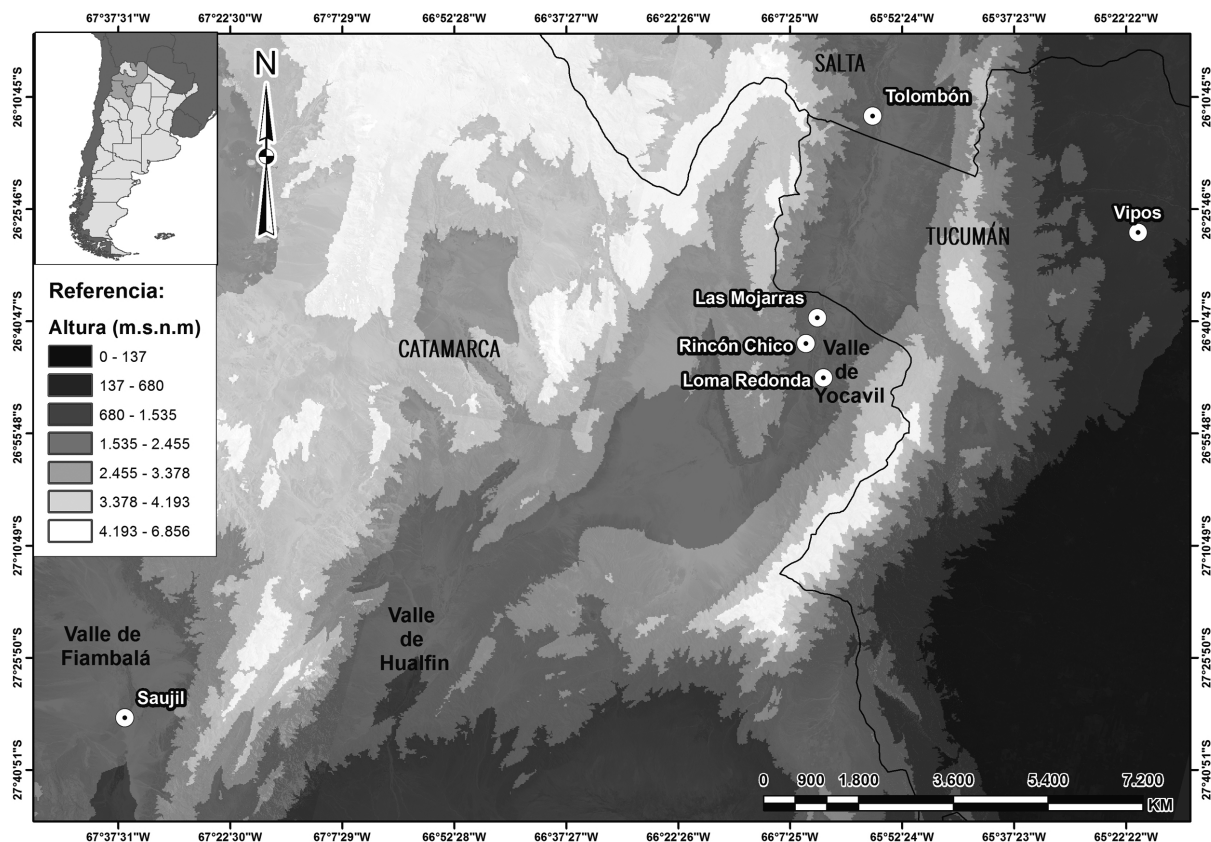 67°37'31"W 67°22'30"W 67°7'29"W 66°52'28"W 66°37'27"W 66°22'26"W 66°7'25"W 65°52'24"W 65°37'23"W 65°22'22"W
26°10'45"S
26°25'46"S
26°40'47"S
26°55'48"S
27°10'49"S
27°25'50"S
27°40'51"S
N
SALTA
Tolombón
Vipos
TUCUMÁN
Las Mojarras
Rincón Chico
Loma Redonda
Valle
de
Yocavil
CATAMARCA
Referencia:
Altura (m.s.n.m)
0 - 137
137 - 680
680 - 1.535
1.535 - 2.455
2.455 - 3.378
3.378 - 4.193
4.193 - 6.856
Valle de
Fiambalá
Saujil
Valle
de
Hualfin
0 900 1.800 3.600 5.400 7.200
KM
26°10'45"S
26°25'46"S
26°40'47"S
26°55'48"S
27°10'49"S
27°25'50"S
27°40'51"S
67°37'31"W 67°22'30"W 67°7'29"W 66°52'28"W 66°37'27"W 66°22'26"W 66°7'25"W 65°52'24"W 65°37'23"W 65°22'22"W